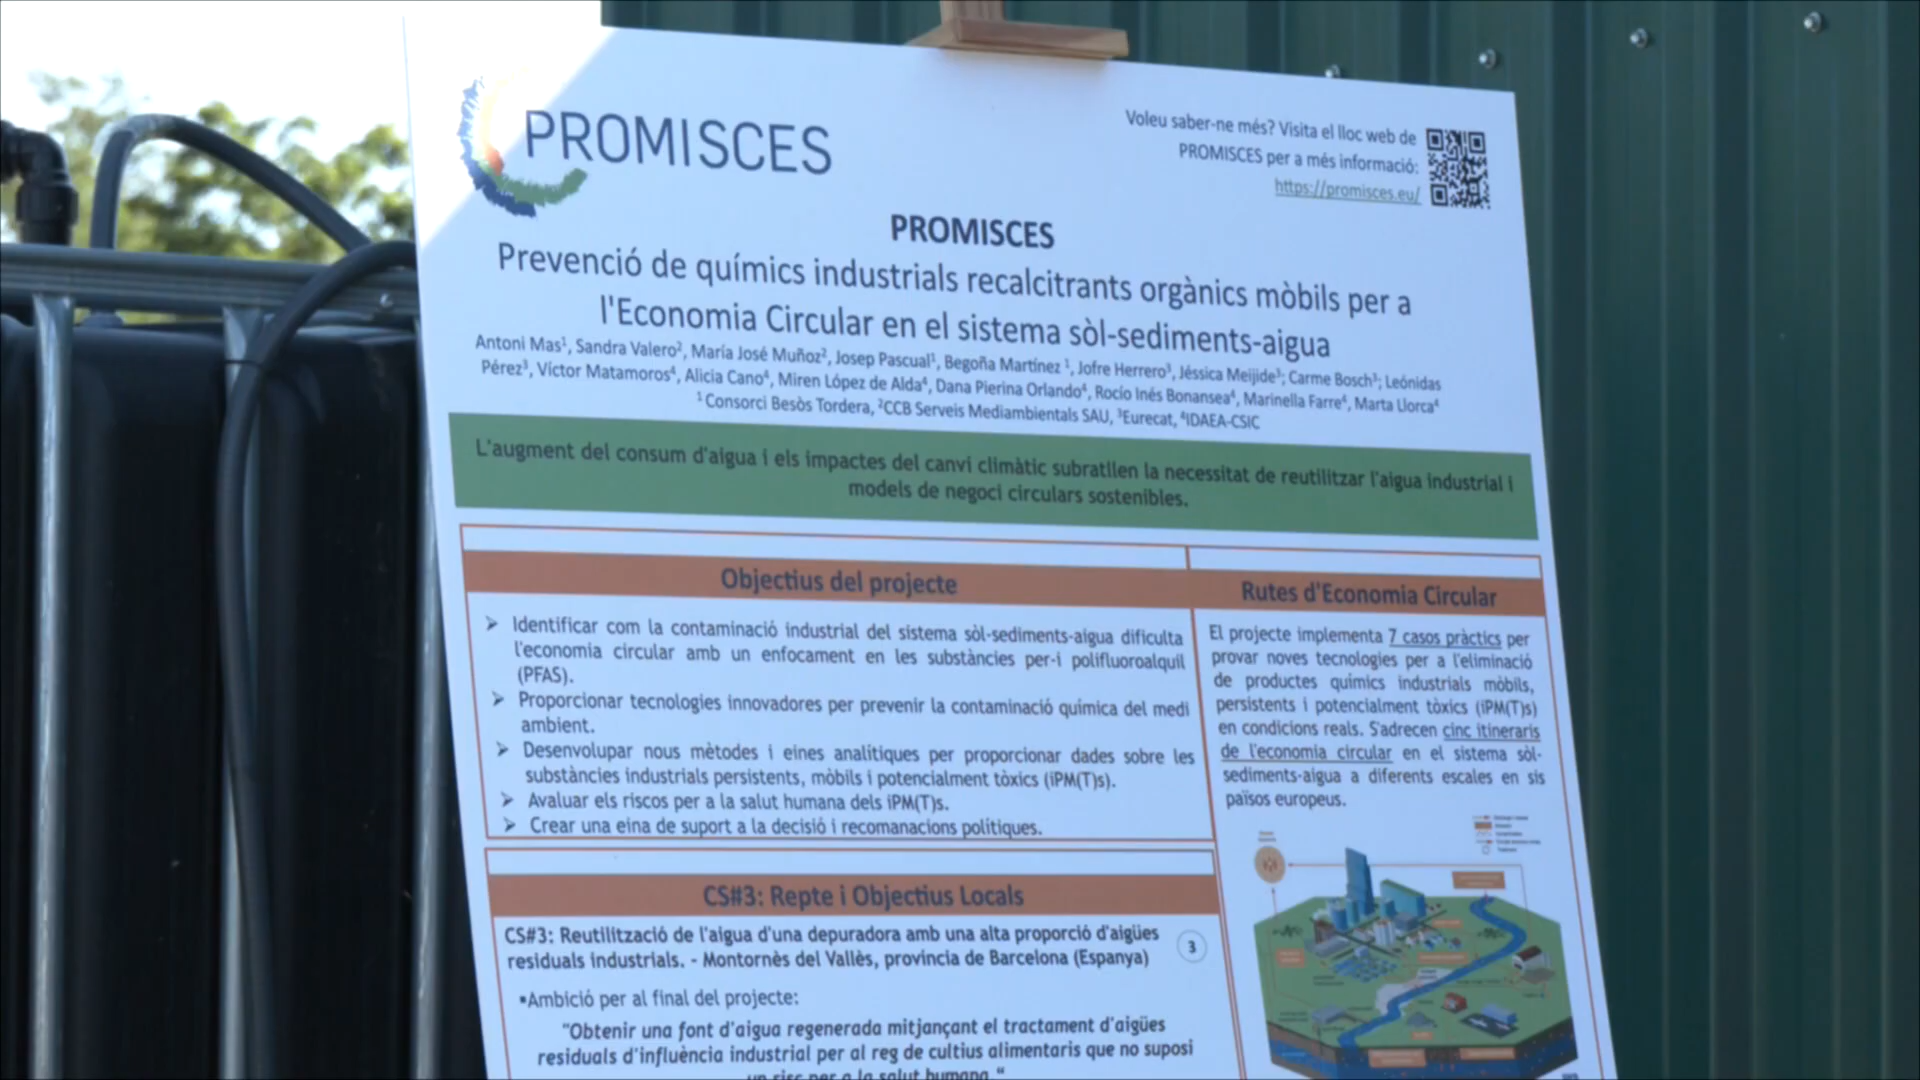 PROMISCES
Voleu saber-ne més? Visita el lloc web de
PROMISCES per a més informació:
https://promisces.eu/
PROMISCES
Prevenció de químics industrials recalcitrants orgànics mòbils per a
l'Economia Circular en el sistema sòl-sediments-aigua
Antoni Mas¹, Sandra Valero², María José Muñoz², Josep Pascual¹, Begoña Martínez ¹, Jofre Herrero³, Jéssica Meijide³; Carme Bosch³; Leónidas
Pérez³, Víctor Matamoros⁴, Alicia Cano⁴, Miren López de Alda⁴, Dana Pierina Orlando⁴, Rocío Inés Bonansea⁴, Marinella Farre⁴, Marta Llorca⁴
¹ Consorci Besòs Tordera, ²CCB Serveis Mediambientals SAU, ³Eurecat, ⁴IDAEA-CSIC
L'augment del consum d'aigua i els impactes del canvi climàtic subratllen la necessitat de reutilitzar l'aigua industrial i
models de negoci circulars sostenibles.
Objectius del projecte
➢ Identificar com la contaminació industrial del sistema sòl-sediments-aigua dificulta
l'economia circular amb un enfocament en les substàncies per-i polifluoroalquil
(PFAS).
➢ Proporcionar tecnologies innovadores per prevenir la contaminació química del medi
ambient.
➢ Desenvolupar nous mètodes i eines analítiques per proporcionar dades sobre les
substàncies industrials persistents, mòbils i potencialment tòxics (iPM(T)s).
➢ Avaluar els riscos per a la salut humana dels iPM(T)s.
➢ Crear una eina de suport a la decisió i recomanacions polítiques.
Rutes d'Economia Circular
El projecte implementa 7 casos pràctics per
provar noves tecnologies per a l'eliminació
de productes químics industrials mòbils,
persistents i potencialment tòxics (iPM(T)s)
en condicions reals. S'adrecen cinc itineraris
de l'economia circular en el sistema sòl-
sediments-aigua a diferents escales en sis
països europeus.
CS#3: Repte i Objectius Locals
CS#3: Reutilització de l'aigua d'una depuradora amb una alta proporció d'aigües
residuals industrials. - Montornès del Vallès, província de Barcelona (Espanya)
3
▪Ambició per al final del projecte:
"Obtenir una font d'aigua regenerada mitjançant el tractament d'aigües
residuals d'influència industrial per al reg de cultius alimentaris que no suposi
un risc per a la salut humana."